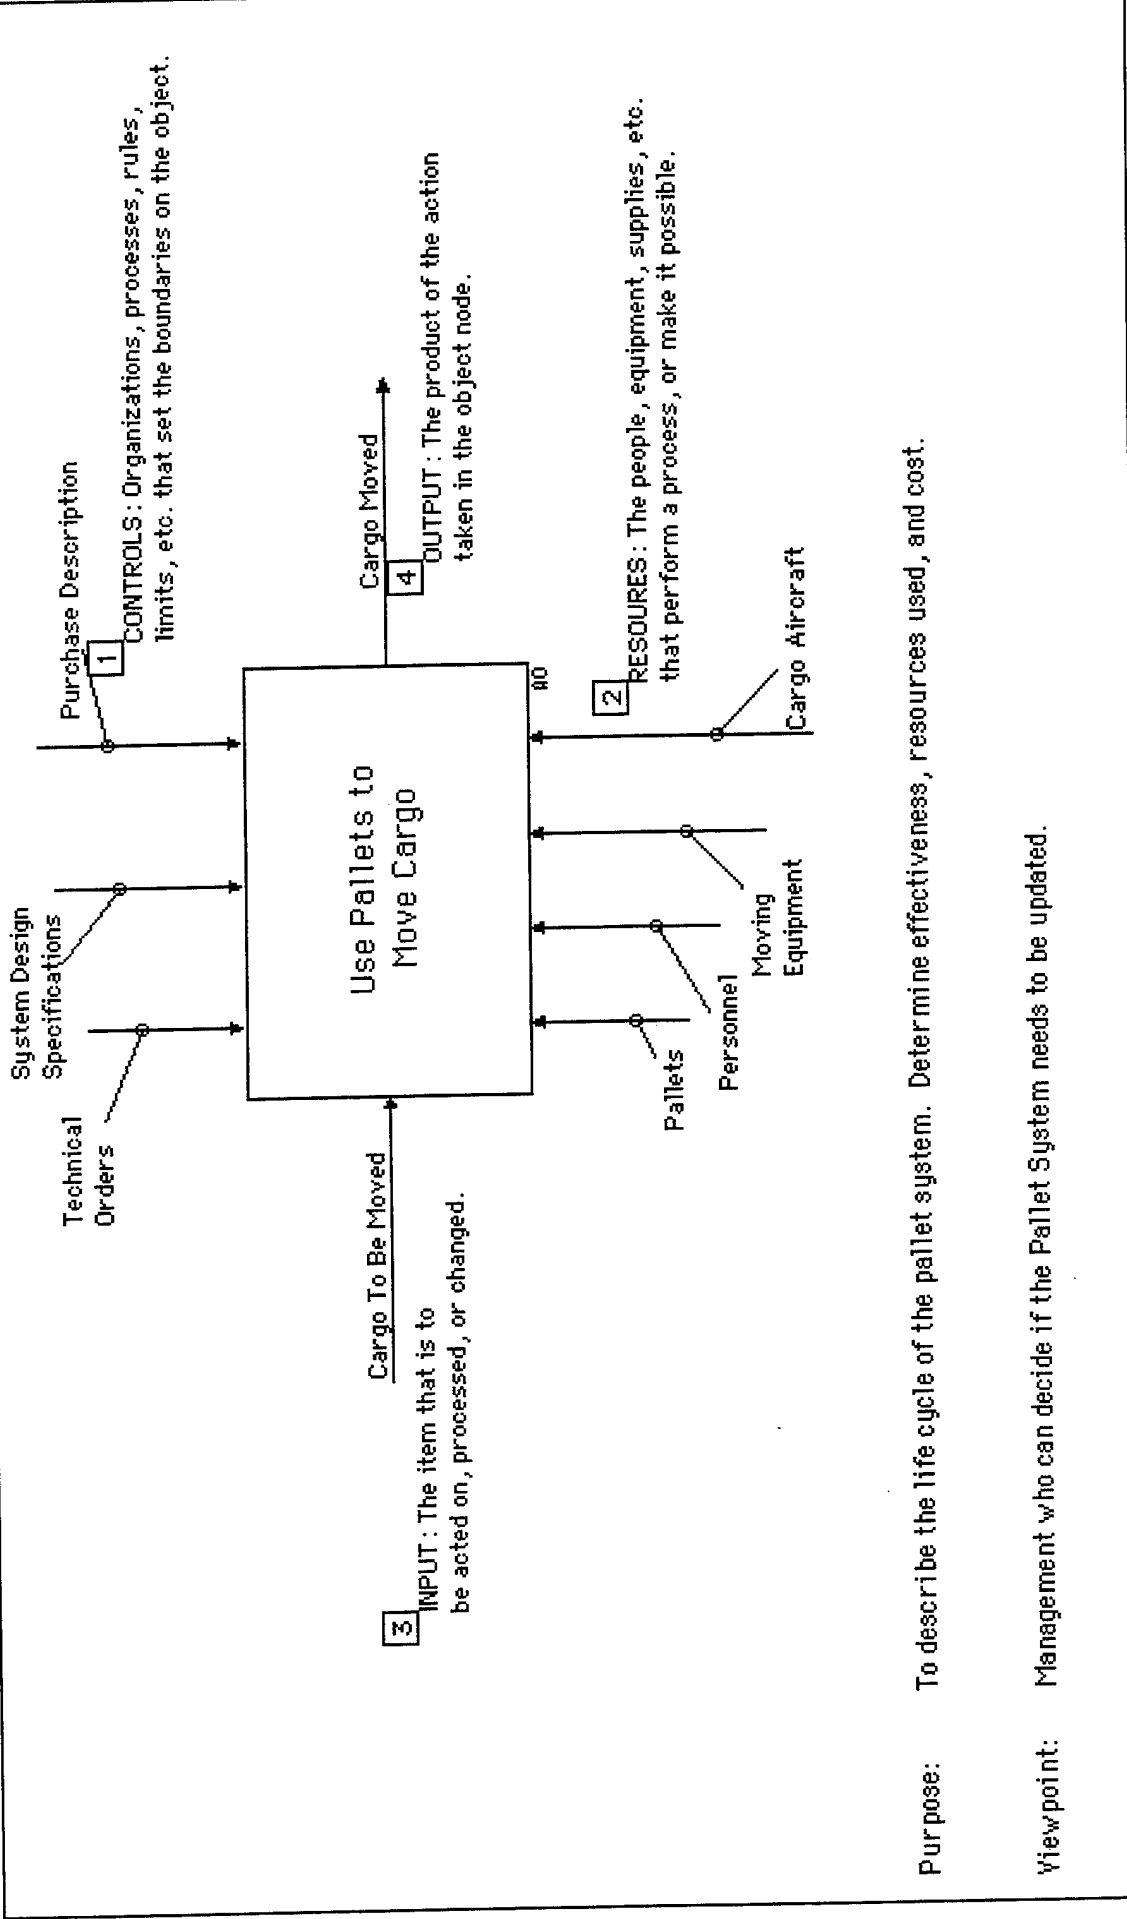 System Design
Specifications
Technical
Orders
Purchase Description
1
CONTROLS: Organizations, processes, rules,
limits, etc. that set the boundaries on the object.
Cargo To Be Moved
3
INPUT: The item that is to
be acted on, processed, or changed.
Use Pallets to
Move Cargo
A0
Cargo Moved
4
OUTPUT: The product of the action
taken in the object node.
2
RESOURES: The people, equipment, supplies, etc.
that perform a process, or make it possible.
Pallets
Personnel
Moving
Equipment
Cargo Aircraft
Purpose: To describe the life cycle of the pallet system. Determine effectiveness, resources used, and cost.
Viewpoint: Management who can decide if the Pallet System needs to be updated.